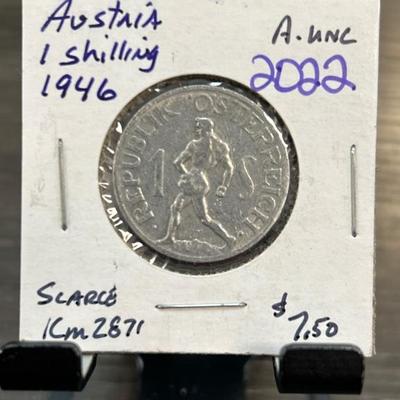 Austria
1 shilling
1946
A.unc
2022
· REPUBLIK ÖSTERREICH ·
1 S
Scarce
Km2871
$7.50